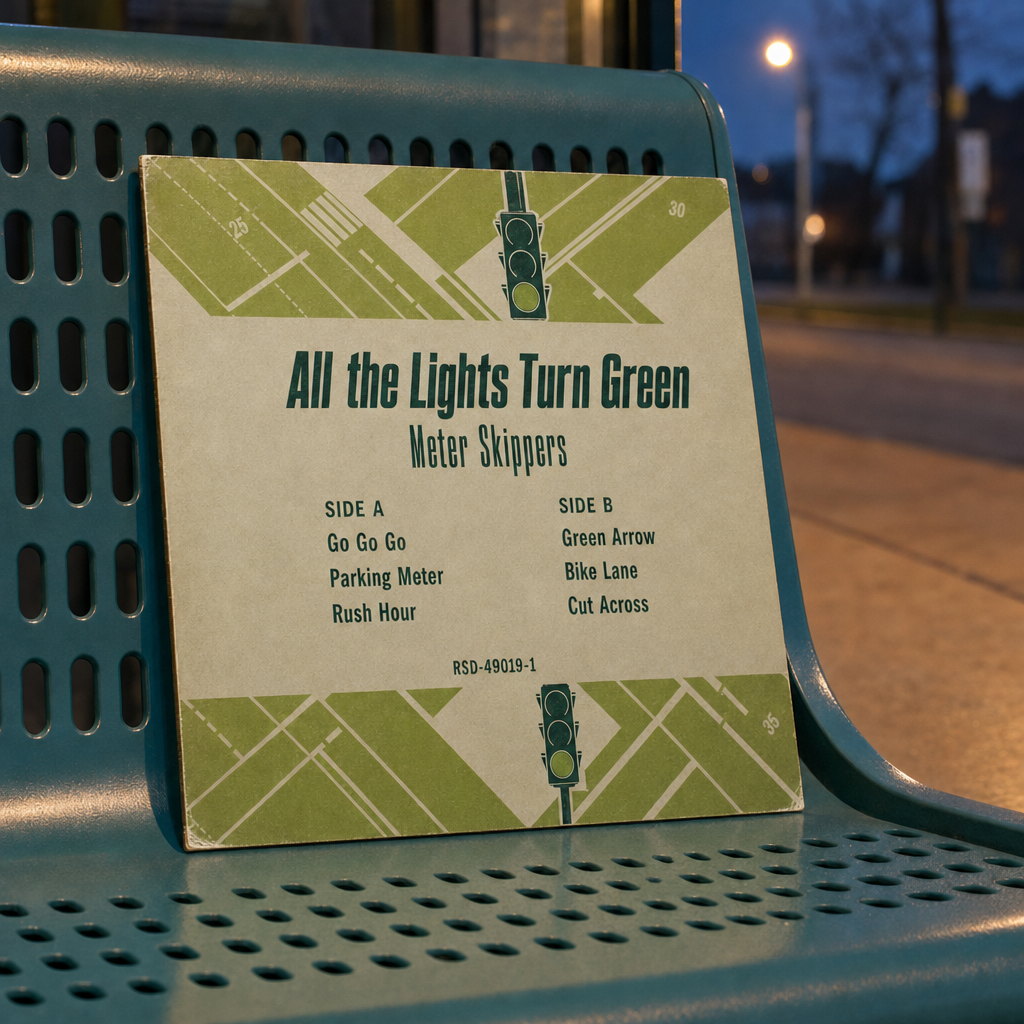 25
30
All the Lights Turn Green
Meter Skippers
SIDE A
Go Go Go
Parking Meter
Rush Hour
SIDE B
Green Arrow
Bike Lane
Cut Across
RSD-49019-1
35